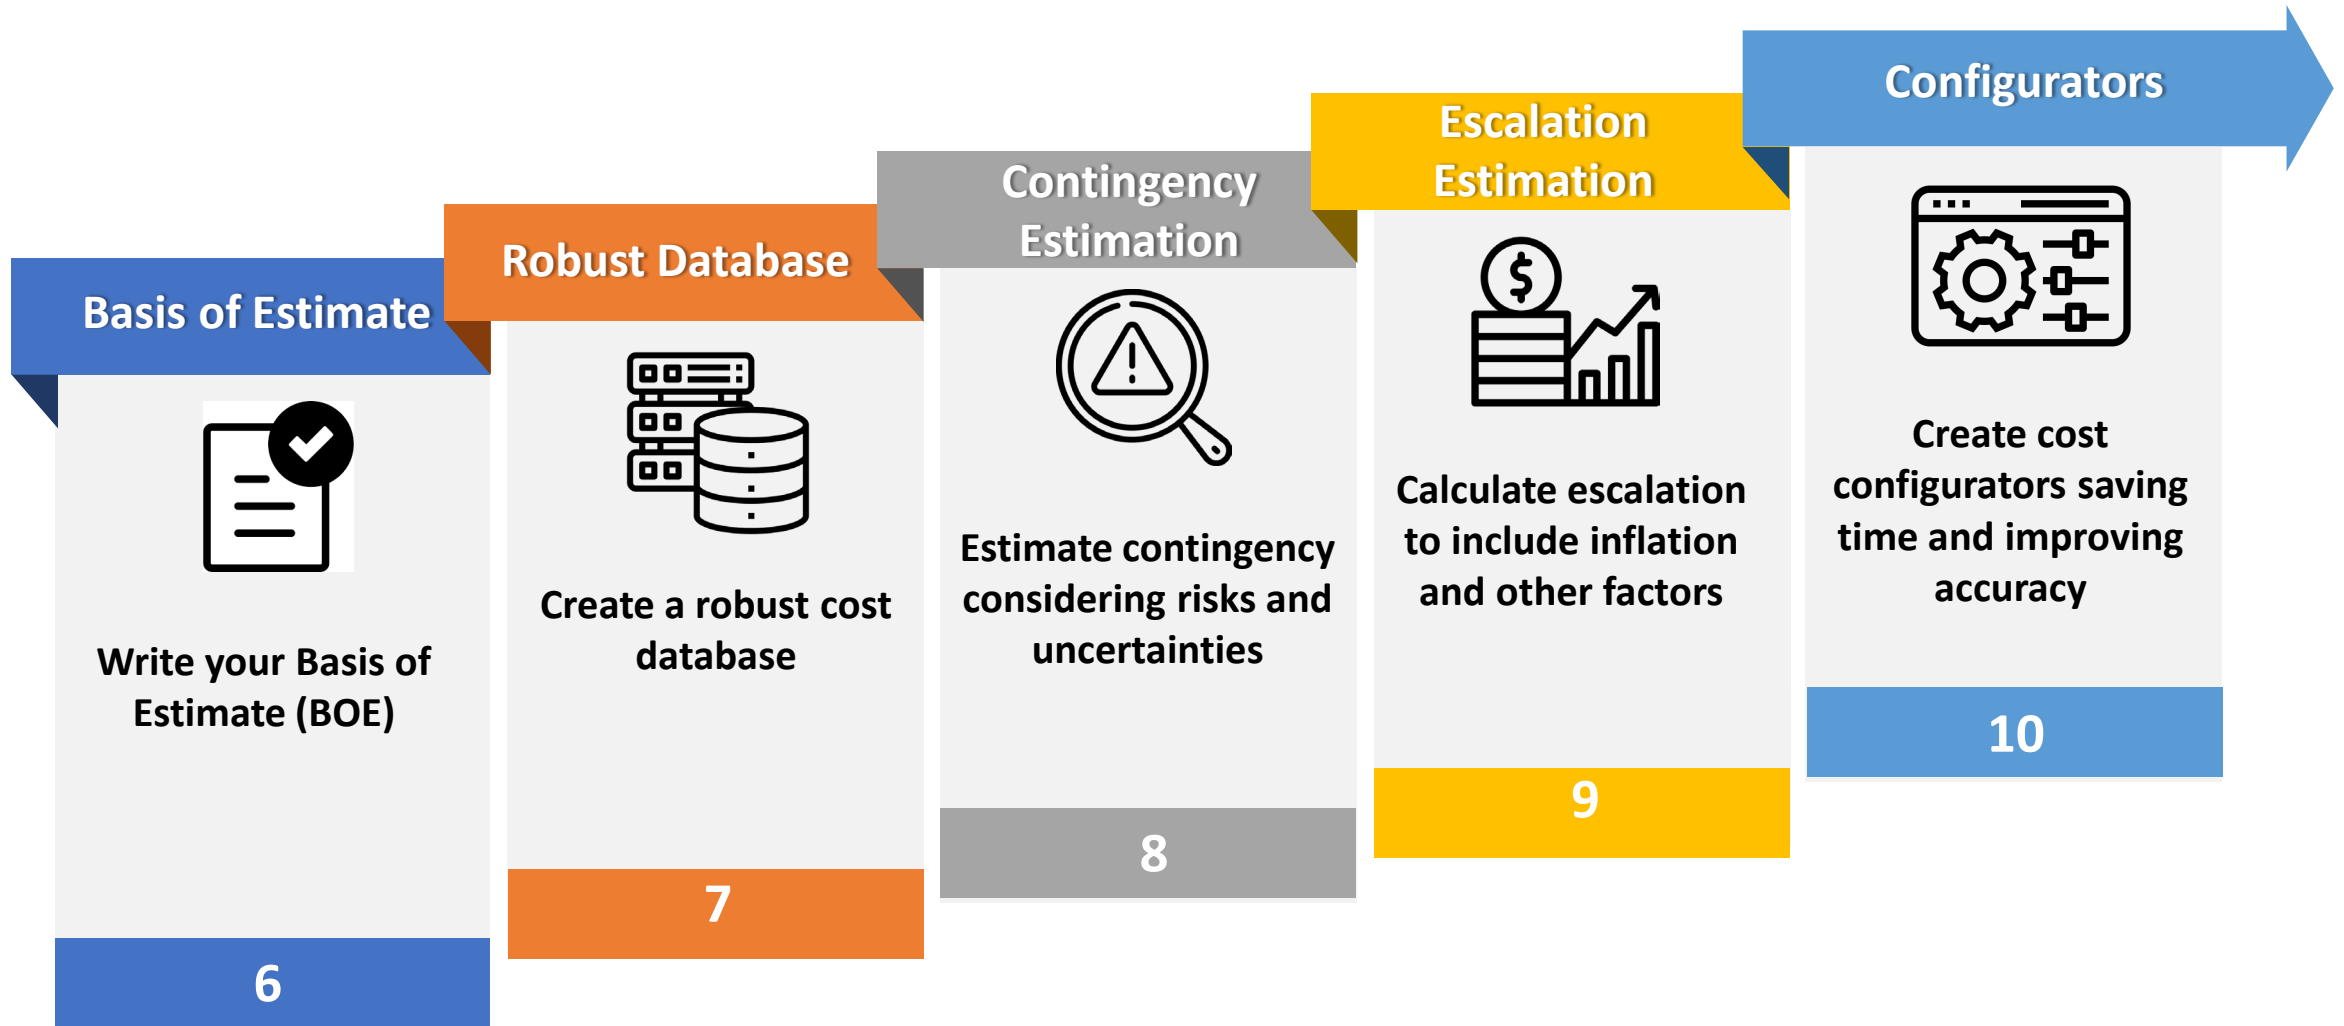 Basis of Estimate
Write your Basis of
Estimate (BOE)
6
Robust Database
Create a robust cost
database
7
Contingency
Estimation
Estimate contingency
considering risks and
uncertainties
8
Escalation
Estimation
$
Calculate escalation
to include inflation
and other factors
9
Configurators
Create cost
configurators saving
time and improving
accuracy
10